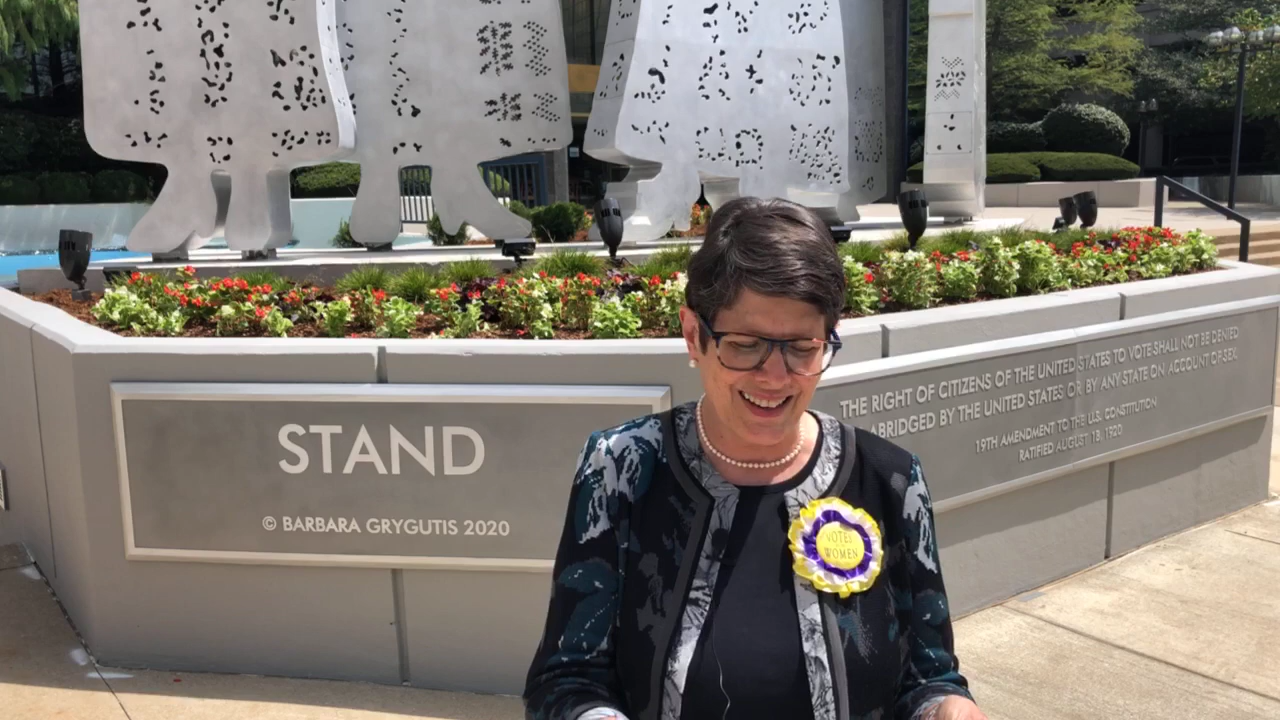 STAND
© BARBARA GRYGUTIS 2020
THE RIGHT OF CITIZENS OF THE UNITED STATES TO VOTE SHALL NOT BE DENIED
ABRIDGED BY THE UNITED STATES OR BY ANY STATE ON ACCOUNT OF SEX
19TH AMENDMENT TO THE U.S. CONSTITUTION
RATIFIED AUGUST 18, 1920
VOTES
WOMEN